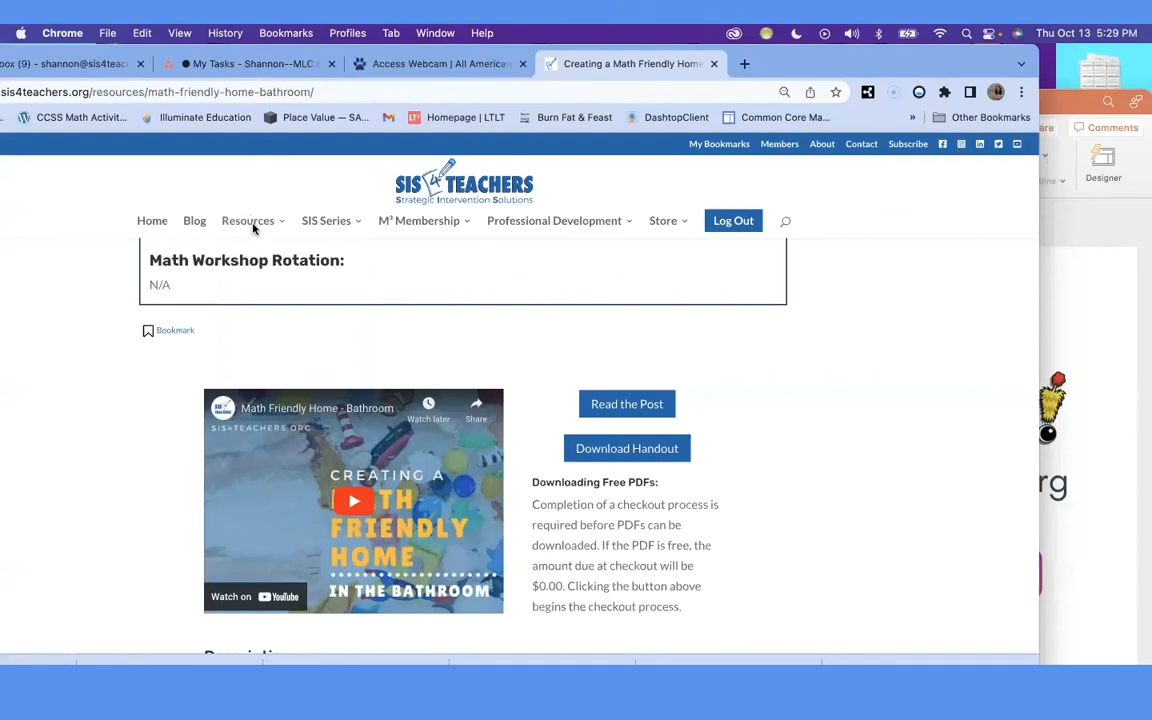 Chrome File Edit View History Bookmarks Profiles Tab Window Help Thu Oct 13 5:29 PM
box (9) - shannon@sis4teach My Tasks - Shannon--MLC Access Webcam | All American Creating a Math Friendly Home
sis4teachers.org/resources/math-friendly-home-bathroom/
CCSS Math Activit... Illuminate Education Place Value — SA... Homepage | LTLT Burn Fat & Feast DashtopClient Common Core Ma... » Other Bookmarks
are Comments
Designer
My Bookmarks Members About Contact Subscribe
SIS4TEACHERS
Strategic Intervention Solutions
Home Blog Resources SIS Series M³ Membership Professional Development Store Log Out
Math Workshop Rotation:
N/A
Bookmark
Math Friendly Home - Bathroom
Watch later Share
SIS4TEACHERS.ORG
CREATING A
MATH
FRIENDLY
HOME
IN THE BATHROOM
Watch on YouTube
Read the Post
Download Handout
Downloading Free PDFs:
Completion of a checkout process is
required before PDFs can be
downloaded. If the PDF is free, the
amount due at checkout will be
$0.00. Clicking the button above
begins the checkout process.
rg